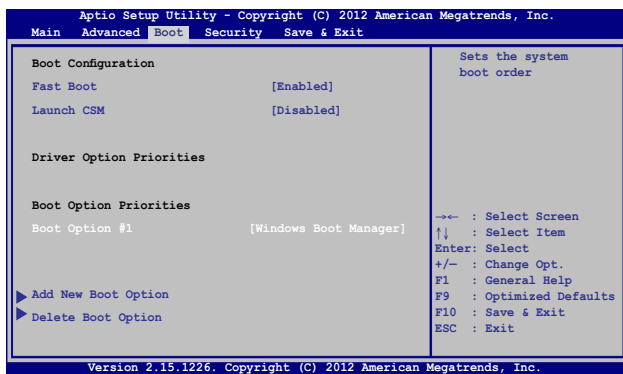 Aptio Setup Utility - Copyright (C) 2012 American Megatrends, Inc.
Main Advanced Boot Security Save & Exit
Boot Configuration
Fast Boot [Enabled]
Launch CSM [Disabled]
Driver Option Priorities
Boot Option Priorities
Boot Option #1 [Windows Boot Manager]
Add New Boot Option
Delete Boot Option
Sets the system
boot order
→← : Select Screen
↑↓ : Select Item
Enter: Select
+/— : Change Opt.
F1 : General Help
F9 : Optimized Defaults
F10 : Save & Exit
ESC : Exit
Version 2.15.1226. Copyright (C) 2012 American Megatrends, Inc.